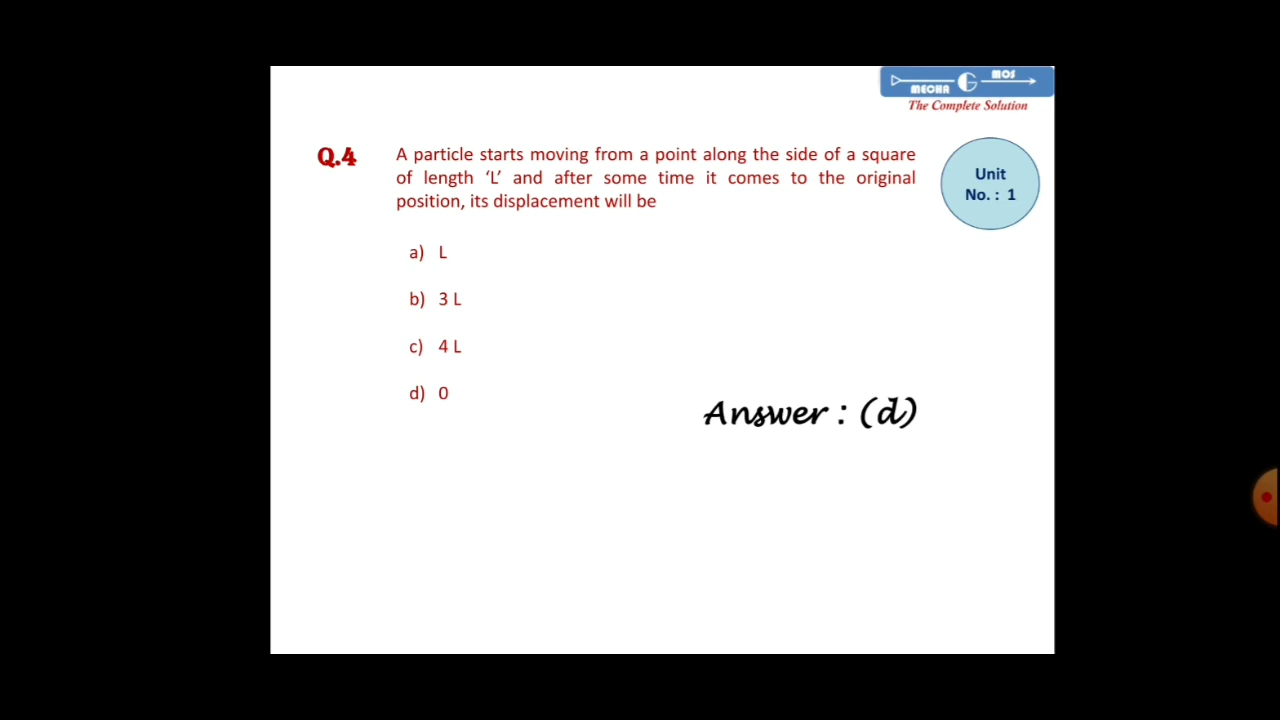 MECHA G MOS
The Complete Solution
Q.4 A particle starts moving from a point along the side of a square
of length ‘L’ and after some time it comes to the original
position, its displacement will be
Unit
No. : 1
a) L
b) 3 L
c) 4 L
d) 0
Answer : (d)